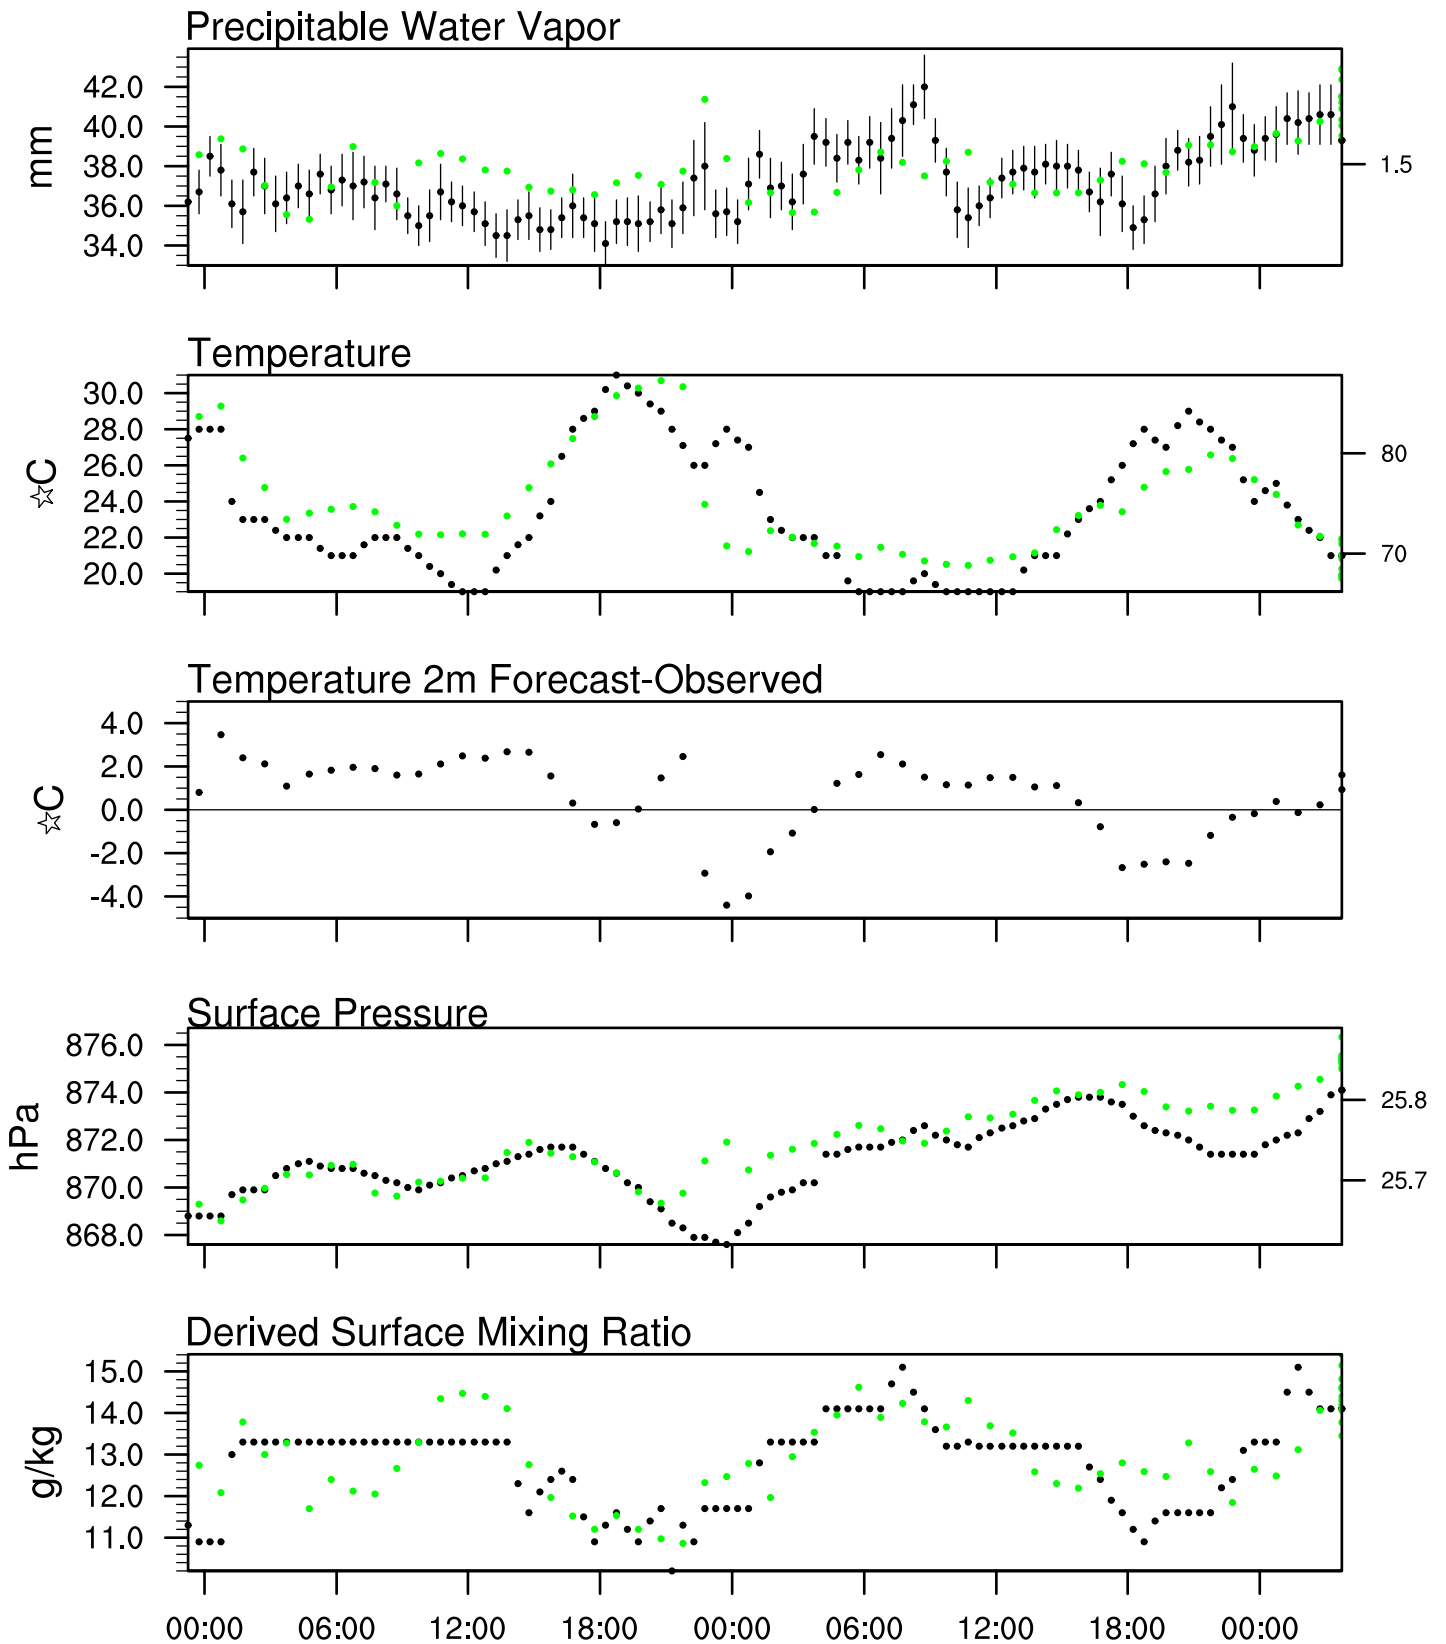 Precipitable Water Vapor
42.0
40.0
38.0
36.0
34.0
mm
1.5
Temperature
30.0
28.0
26.0
24.0
22.0
20.0
☆C
80
70
Temperature 2m Forecast-Observed
4.0
2.0
0.0
-2.0
-4.0
☆C
Surface Pressure
876.0
874.0
872.0
870.0
868.0
hPa
25.8
25.7
Derived Surface Mixing Ratio
15.0
14.0
13.0
12.0
11.0
g/kg
00:00 06:00 12:00 18:00 00:00 06:00 12:00 18:00 00:00